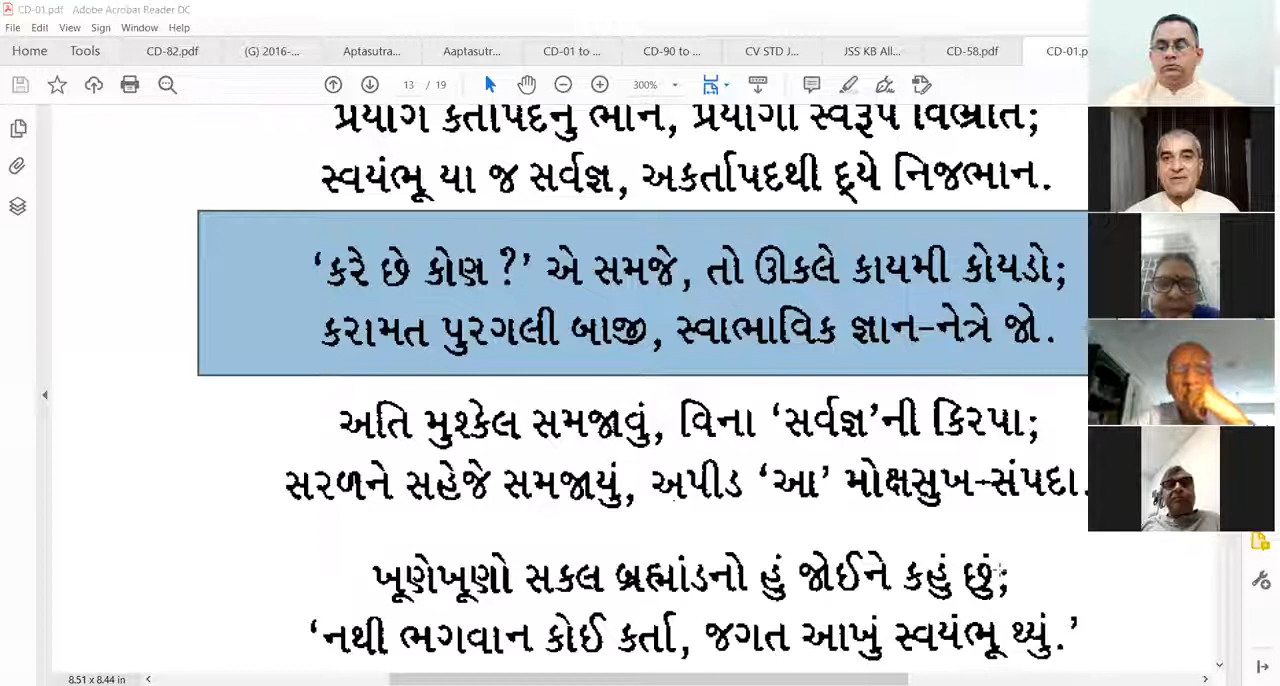 CD-01.pdf - Adobe Acrobat Reader DC
File Edit View Sign Window Help
Home Tools CD-82.pdf (G) 2016-... Aptasutra... Aaptasutr... CD-01 to ... CD-90 to ... CV STD J... JSS KB All... CD-58.pdf CD-01.p
13 / 19 300%
પ્રયોગે કર્તાપદનું ભાન, પ્રયોગી સ્વરૂપ વિભ્રાંત;
સ્વયંભૂ યા જ સર્વજ્ઞ, અકર્તાપદથી દ્યે નિજભાન.
‘કરે છે કોણ ?’ એ સમજે, તો ઊકલે કાયમી કોયડો;
કરામત પુરગલી બાજી, સ્વાભાવિક જ્ઞાન-નેત્રે જો.
અતિ મુશ્કેલ સમજાવું, વિના ‘સર્વજ્ઞ’ની કિરપા;
સરળને સહેજે સમજાયું, અપીડ ‘આ’ મોક્ષસુખ-સંપદા.
ખૂણેખૂણો સકલ બ્રહ્માંડનો હું જોઈને કહું છું;
‘નથી ભગવાન કોઈ કર્તા, જગત આખું સ્વયંભૂ થ્યું.’
8.51 x 8.44 in